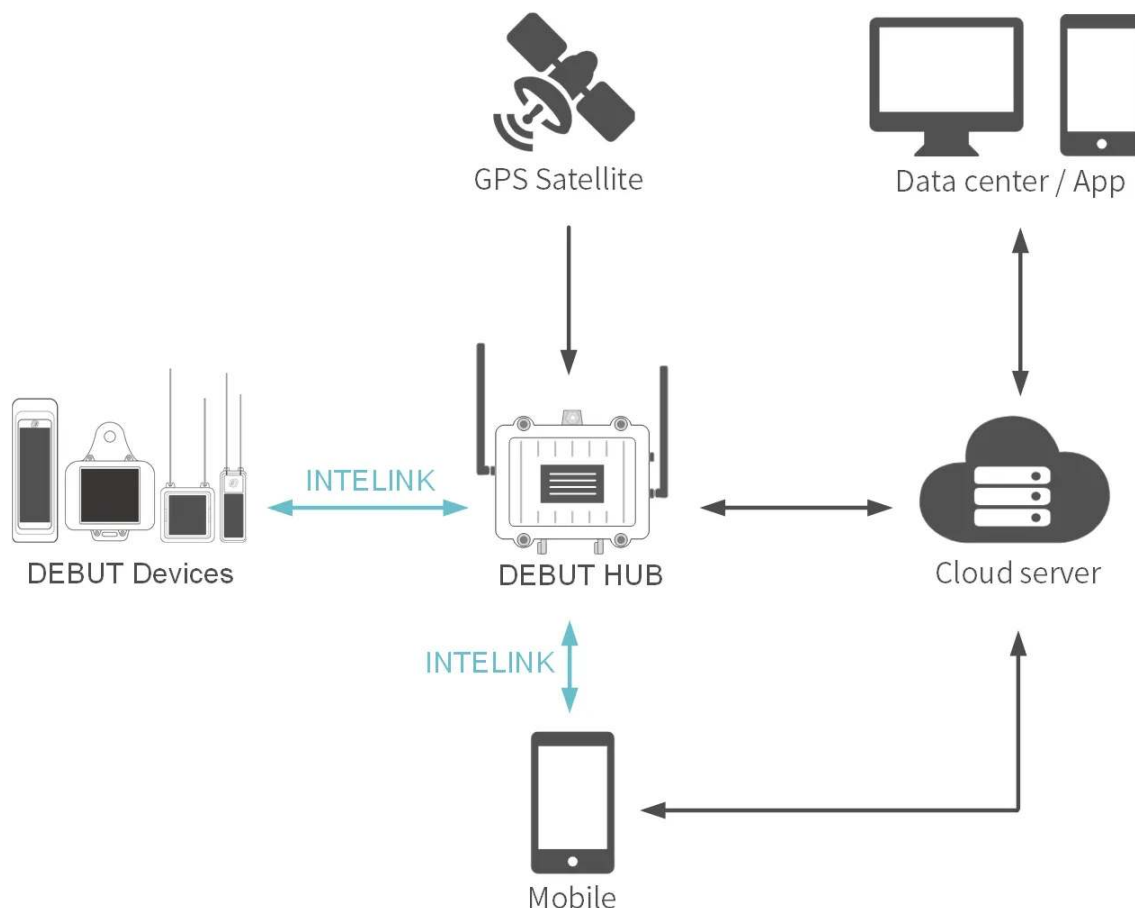 GPS Satellite
Data center / App
INTELINK
DEBUT Devices
DEBUT HUB
Cloud server
INTELINK
Mobile